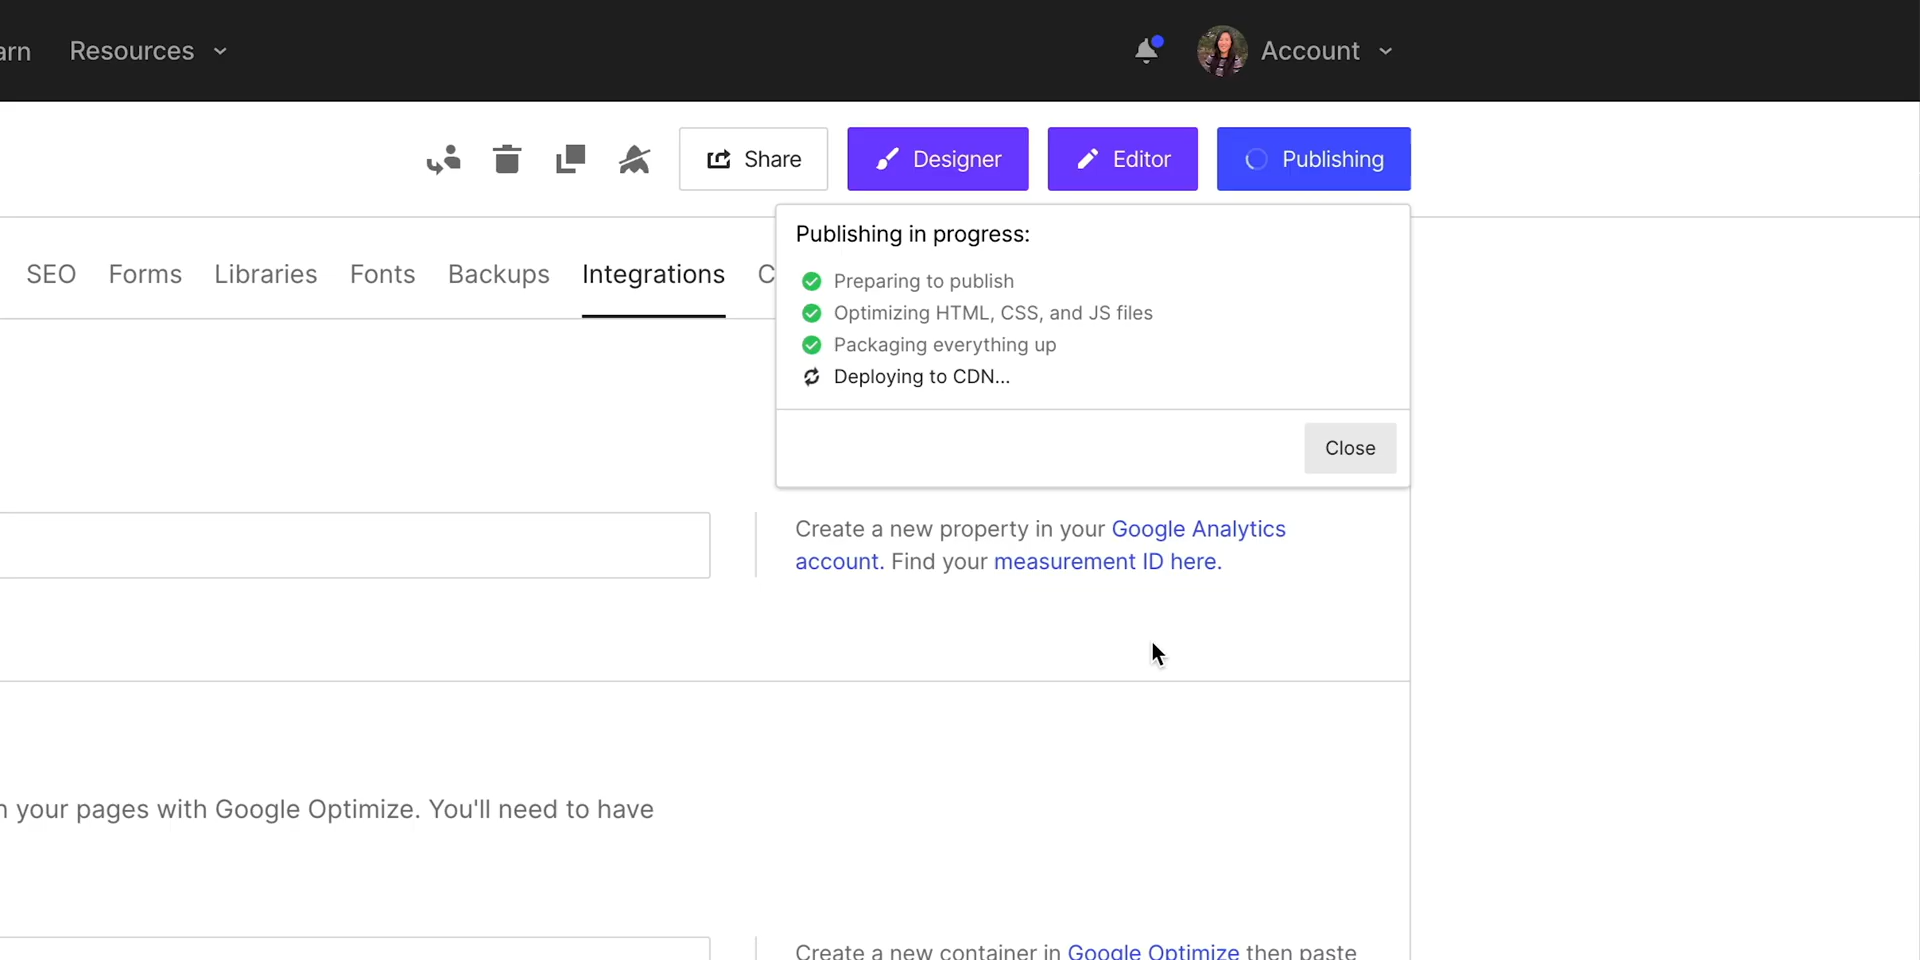 arn Resources Account
Share Designer Editor Publishing
Publishing in progress:
SEO Forms Libraries Fonts Backups Integrations C
Preparing to publish
Optimizing HTML, CSS, and JS files
Packaging everything up
Deploying to CDN...
Close
Create a new property in your Google Analytics
account. Find your measurement ID here.
n your pages with Google Optimize. You'll need to have
Create a new container in Google Optimize then paste